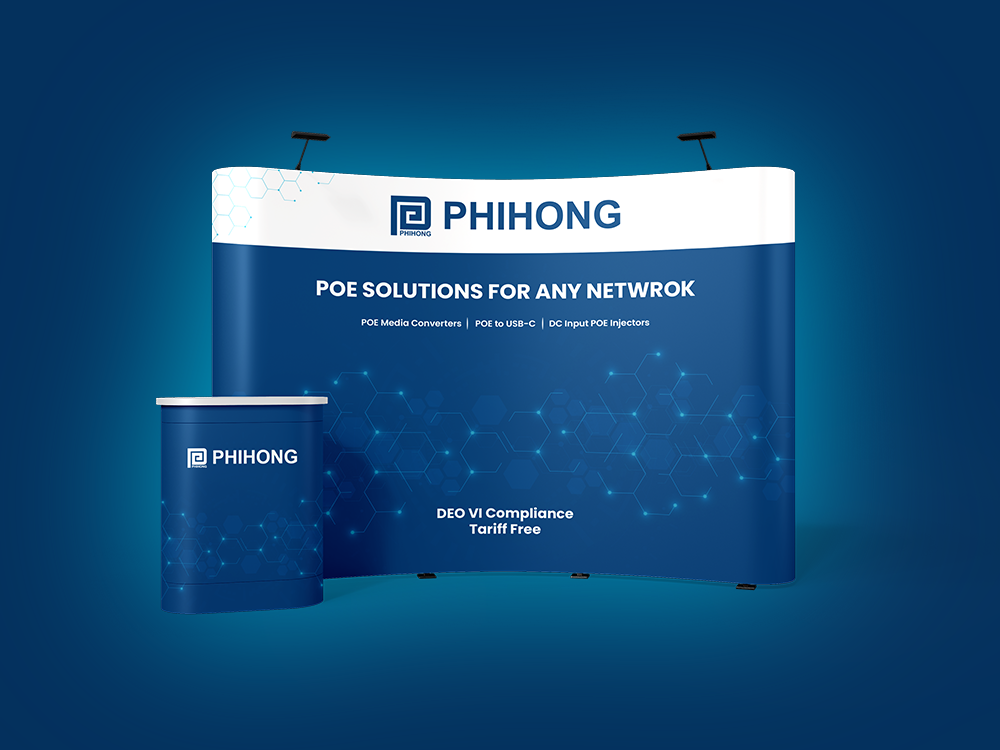 PHIHONG
PHIHONG
POE SOLUTIONS FOR ANY NETWROK
POE Media Converters | POE to USB-C | DC Input POE Injectors
DEO VI Compliance
Tariff Free
PHIHONG
PHIHONG